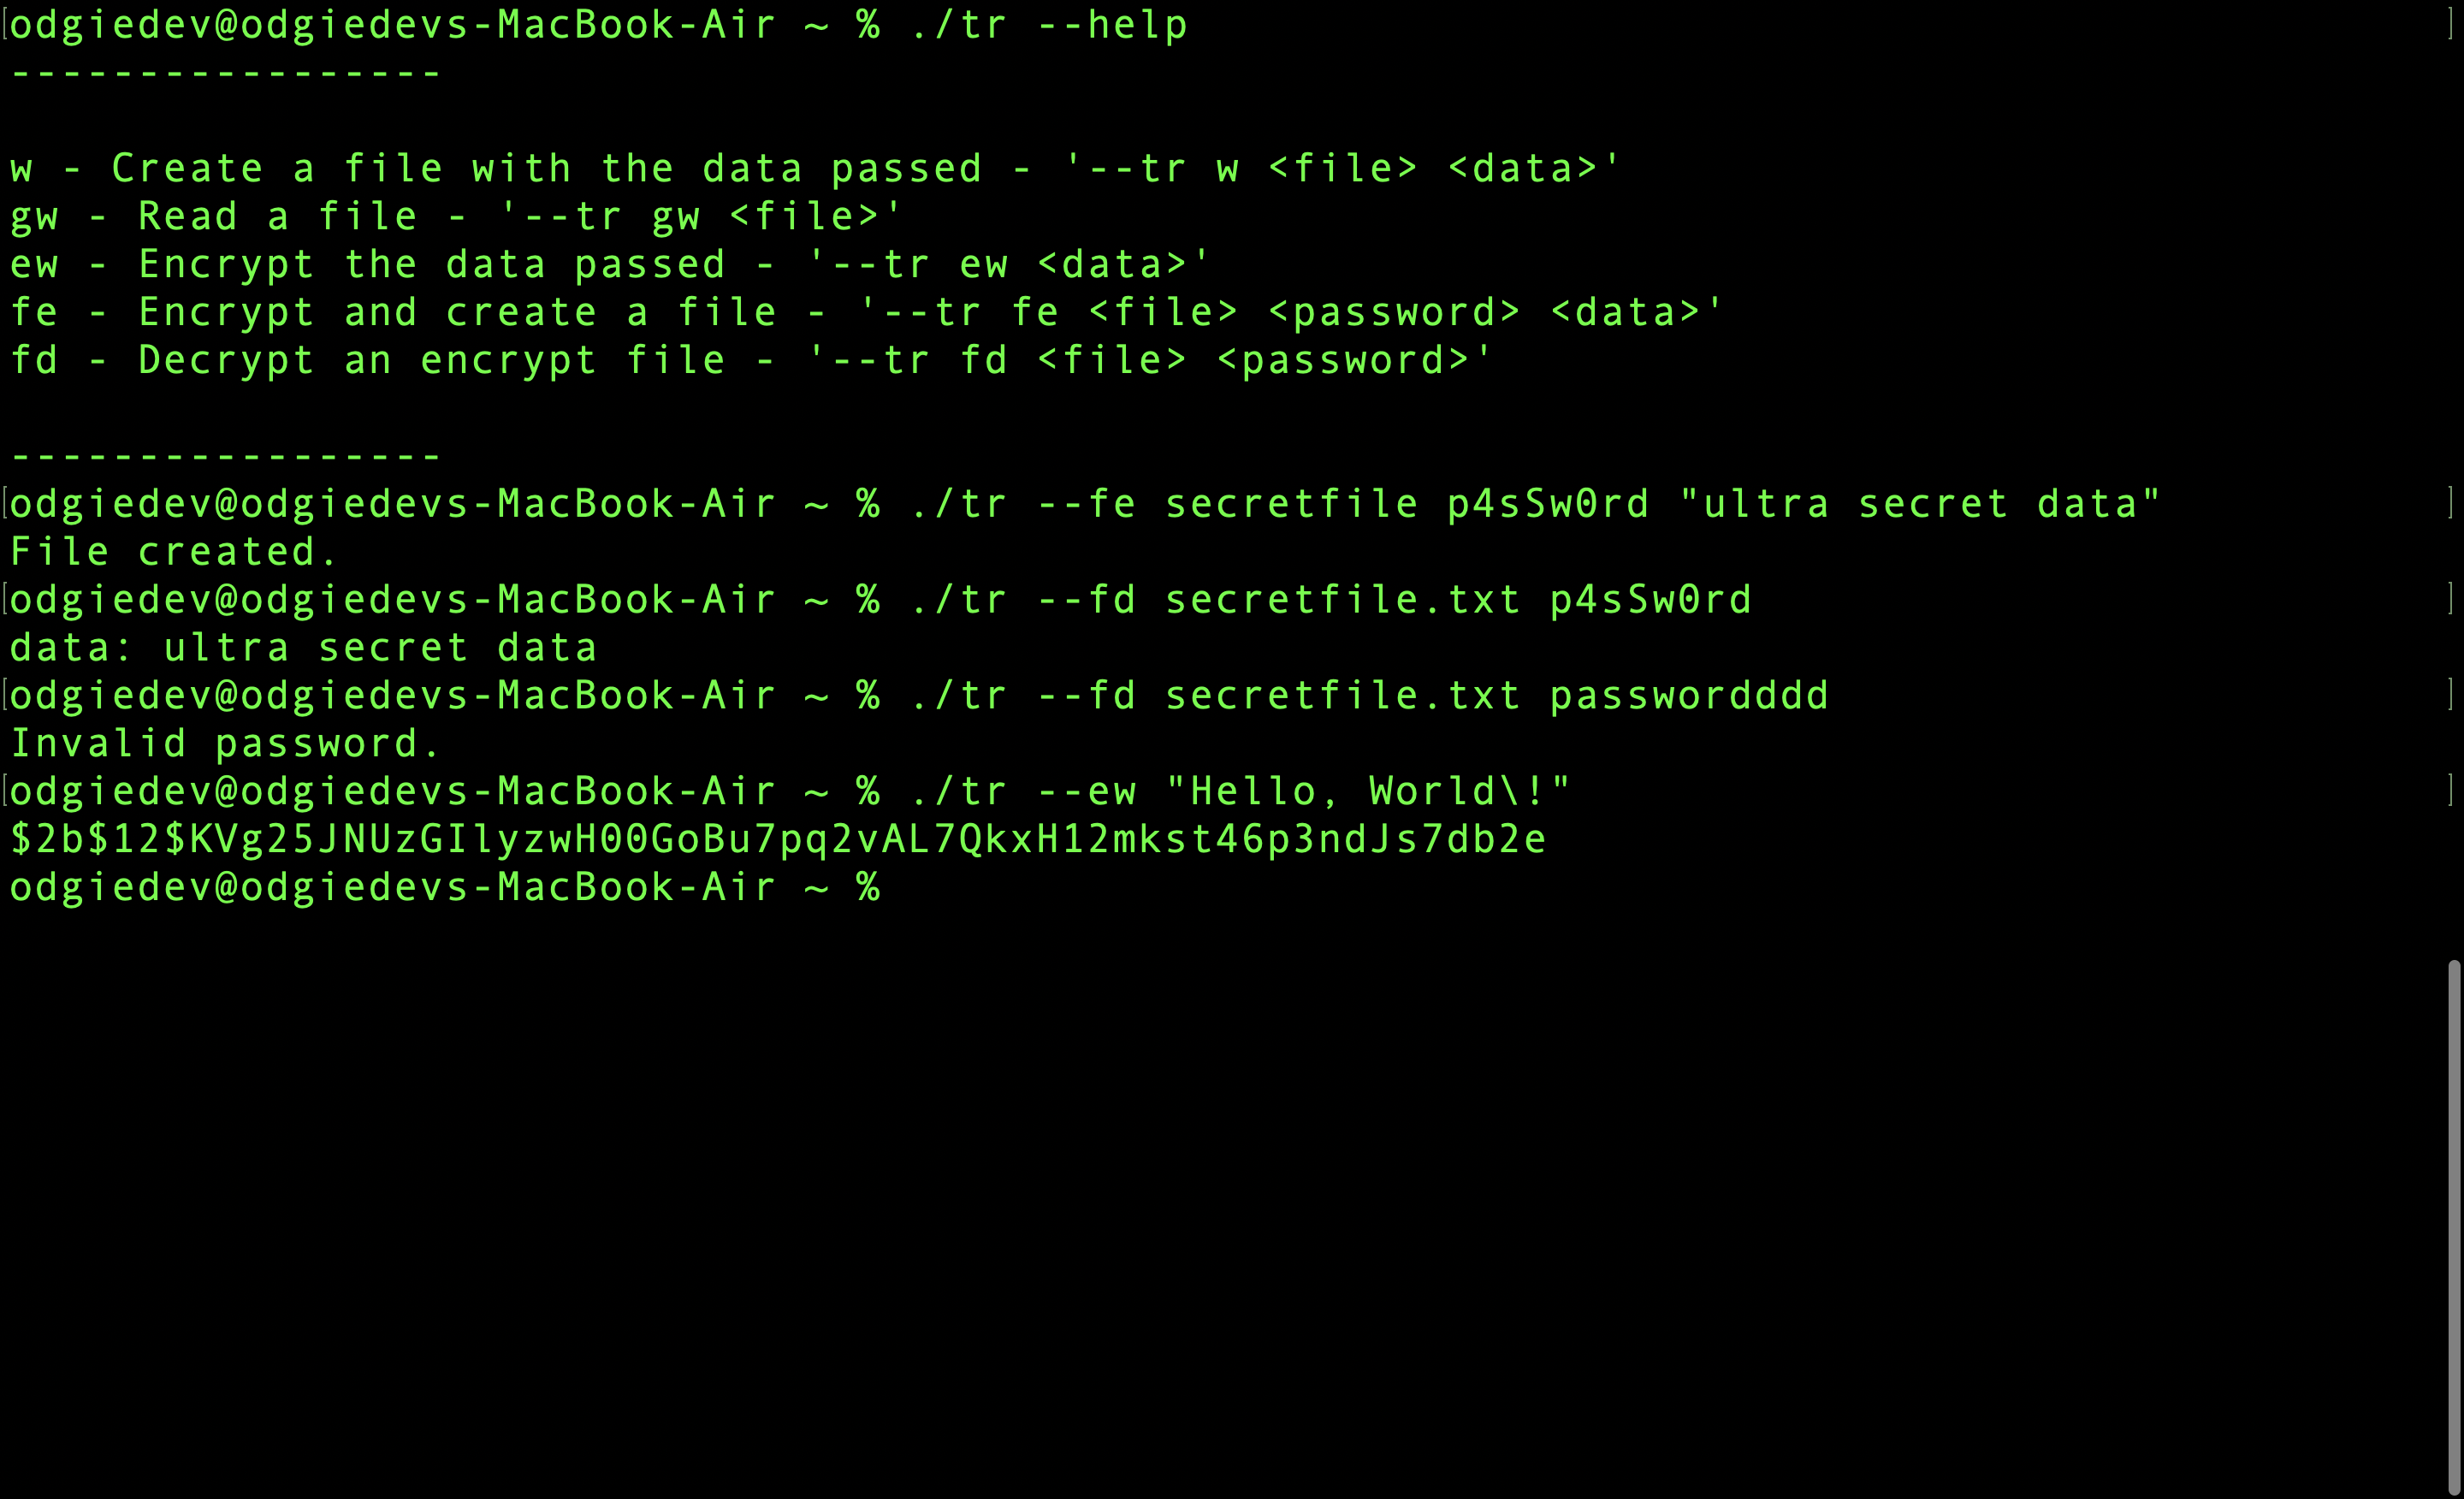 [odgiedev@odgiedevs-MacBook-Air ~ % ./tr --help ]
-----------------
w - Create a file with the data passed - '--tr w <file> <data>'
gw - Read a file - '--tr gw <file>'
ew - Encrypt the data passed - '--tr ew <data>'
fe - Encrypt and create a file - '--tr fe <file> <password> <data>'
fd - Decrypt an encrypt file - '--tr fd <file> <password>'
-----------------
[odgiedev@odgiedevs-MacBook-Air ~ % ./tr --fe secretfile p4sSw0rd "ultra secret data" ]
File created.
[odgiedev@odgiedevs-MacBook-Air ~ % ./tr --fd secretfile.txt p4sSw0rd ]
data: ultra secret data
[odgiedev@odgiedevs-MacBook-Air ~ % ./tr --fd secretfile.txt passwordddd ]
Invalid password.
[odgiedev@odgiedevs-MacBook-Air ~ % ./tr --ew "Hello, World\!" ]
$2b$12$KVg25JNUzGIlyzwH00GoBu7pq2vAL7QkxH12mkst46p3ndJs7db2e
odgiedev@odgiedevs-MacBook-Air ~ %